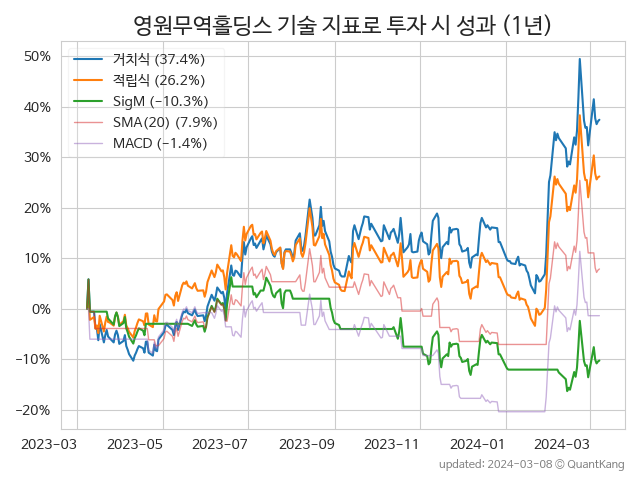 영원무역홀딩스 기술 지표로 투자 시 성과 (1년)
50%
40%
30%
20%
10%
0%
−10%
−20%
거치식 (37.4%)
적립식 (26.2%)
SigM (−10.3%)
SMA(20) (7.9%)
MACD (−1.4%)
2023−03
2023−05
2023−07
2023−09
2023−11
2024−01
2024−03
updated: 2024−03−08 © QuantKang